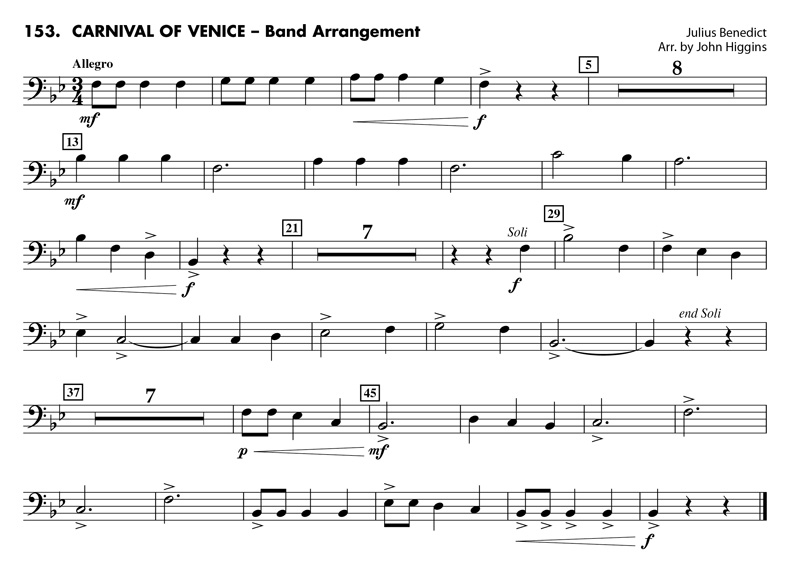 153. CARNIVAL OF VENICE – Band Arrangement
Julius Benedict
Arr. by John Higgins
Allegro
5
8
3
4
mf
f
13
mf
21
7
Soli
29
f
f
end Soli
37
7
45
p
mf
f